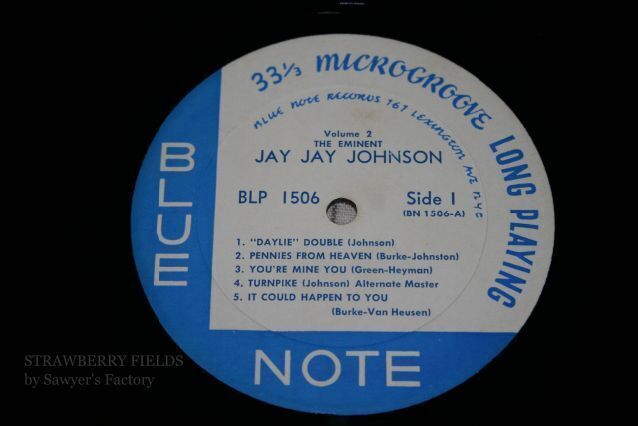 33⅓ MICROGROOVE LONG PLAYING
BLUE NOTE RECORDS 767 LEXINGTON AVE NYC
Volume 2
THE EMINENT
JAY JAY JOHNSON
BLP 1506 Side 1
(BN 1506-A)
1. "DAYLIE" DOUBLE (Johnson)
2. PENNIES FROM HEAVEN (Burke-Johnston)
3. YOU'RE MINE YOU (Green-Heyman)
4. TURNPIKE (Johnson) Alternate Master
5. IT COULD HAPPEN TO YOU
(Burke-Van Heusen)
BLUE
NOTE
STRAWBERRY FIELDS
by Sawyer's Factory